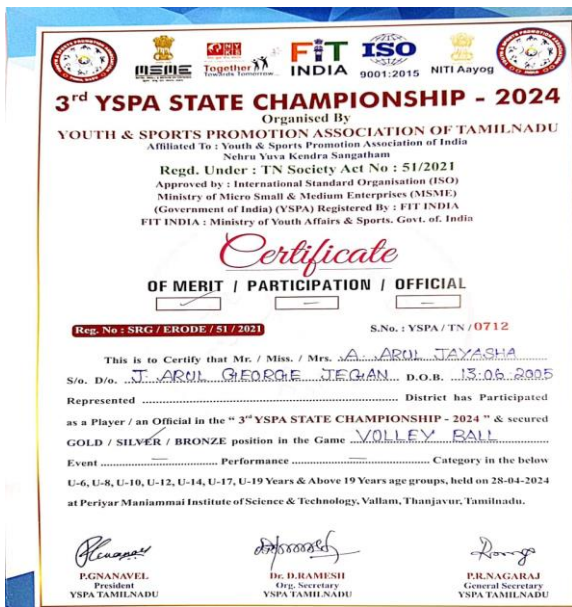 MSME
Together
Towards Tomorrow...
FIT
INDIA
ISO
9001:2015
NITI Aayog
3rd YSPA STATE CHAMPIONSHIP - 2024
Organised By
YOUTH & SPORTS PROMOTION ASSOCIATION OF TAMILNADU
Affiliated To : Youth & Sports Promotion Association of India
Nehru Yuva Kendra Sangatham
Regd. Under : TN Society Act No : 51/2021
Approved by : International Standard Organisation (ISO)
Ministry of Micro Small & Medium Enterprises (MSME)
(Government of India) (YSPA) Registered By : FIT INDIA
FIT INDIA : Ministry of Youth Affairs & Sports. Govt. of India
Certificate
OF MERIT / PARTICIPATION / OFFICIAL
Reg. No : SRG / ERODE / 51 / 2021 S.No. : YSPA / TN / 0712
This is to Certify that Mr. / Miss. / Mrs. A. ARUL JAYASHA
S/o. D/o. J. ARUL GEORGE JEGAN D.O.B. 13-06-2005
Represented District has Participated
as a Player / an Official in the " 3rd YSPA STATE CHAMPIONSHIP - 2024 " & secured
GOLD / SILVER / BRONZE position in the Game VOLLEY BALL
Event Performance Category in the below
U-6, U-8, U-10, U-12, U-14, U-17, U-19 Years & Above 19 Years age groups, held on 28-04-2024
at Periyar Maniammai Institute of Science & Technology, Vallam, Thanjavur, Tamilnadu.
P.GNANAVEL
President
YSPA TAMILNADU
Dr. D.RAMESH
Org. Secretary
YSPA TAMILNADU
P.R.NAGARAJ
General Secretary
YSPA TAMILNADU